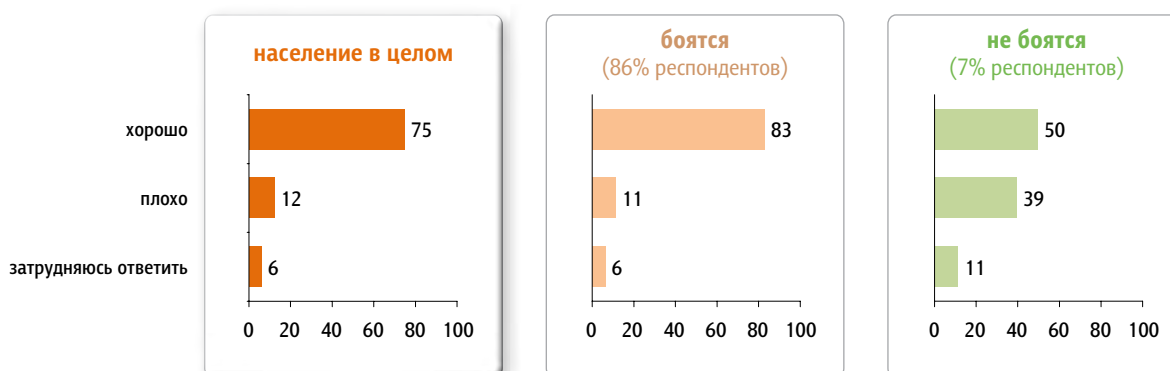 население в целом
боятся
(86% респондентов)
не боятся
(7% респондентов)
хорошо
75
83
50
плохо
12
11
39
затрудняюсь ответить
6
6
11
0 20 40 60 80 100
0 20 40 60 80 100
0 20 40 60 80 100